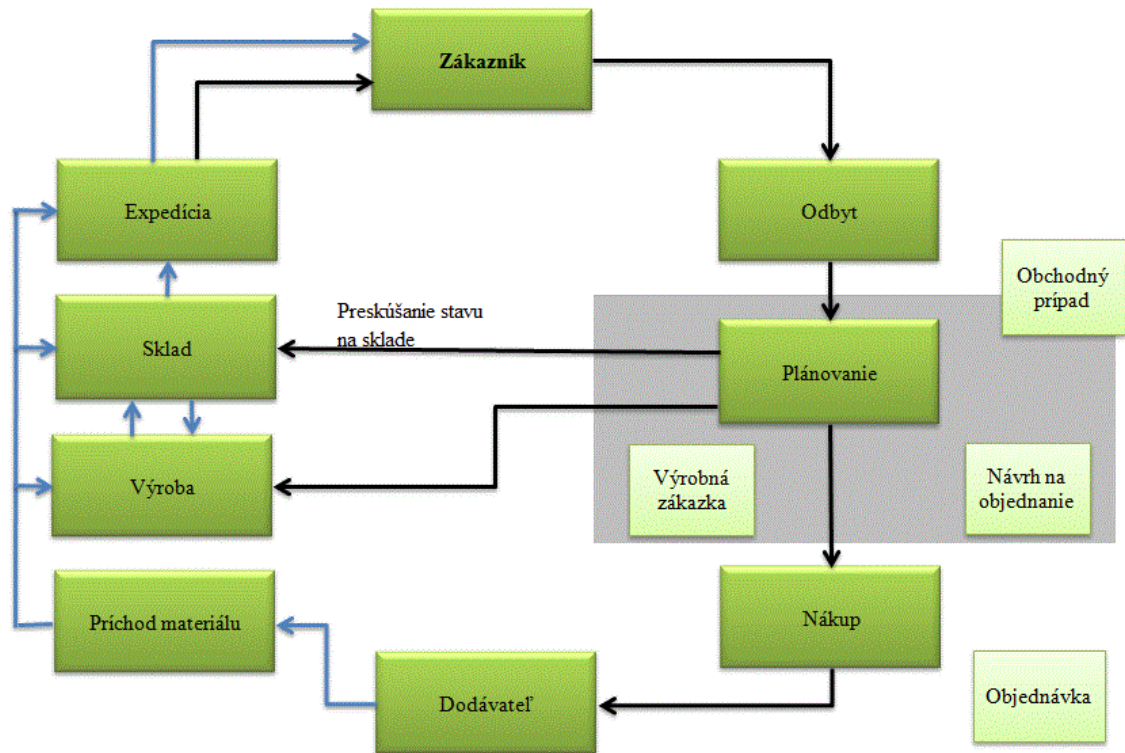 Zákazník
Expedícia
Odbyt
Obchodný
prípad
Preskúšanie stavu
na sklade
Sklad
Plánovanie
Výroba
Výrobná
zákazka
Návrh na
objednanie
Príchod materiálu
Nákup
Dodávateľ
Objednávka